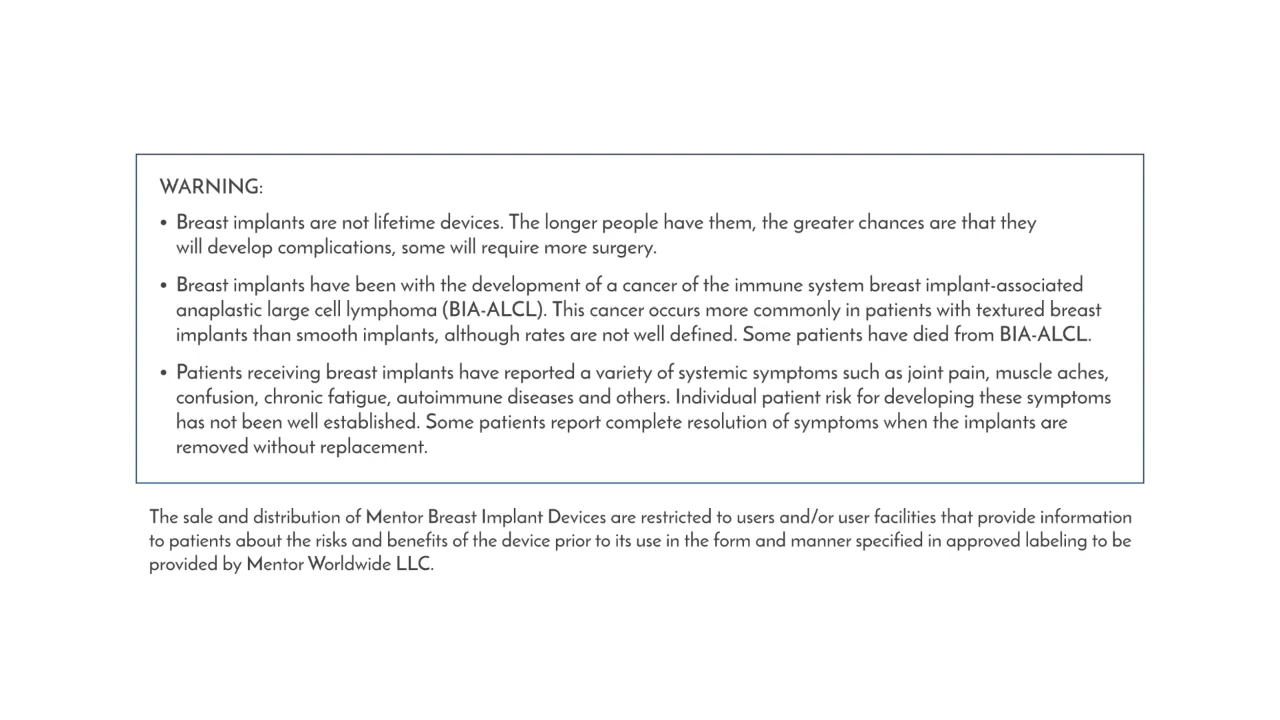 WARNING:
• Breast implants are not lifetime devices. The longer people have them, the greater chances are that they
will develop complications, some will require more surgery.
• Breast implants have been with the development of a cancer of the immune system breast implant-associated
anaplastic large cell lymphoma (BIA-ALCL). This cancer occurs more commonly in patients with textured breast
implants than smooth implants, although rates are not well defined. Some patients have died from BIA-ALCL.
• Patients receiving breast implants have reported a variety of systemic symptoms such as joint pain, muscle aches,
confusion, chronic fatigue, autoimmune diseases and others. Individual patient risk for developing these symptoms
has not been well established. Some patients report complete resolution of symptoms when the implants are
removed without replacement.
The sale and distribution of Mentor Breast Implant Devices are restricted to users and/or user facilities that provide information
to patients about the risks and benefits of the device prior to its use in the form and manner specified in approved labeling to be
provided by Mentor Worldwide LLC.